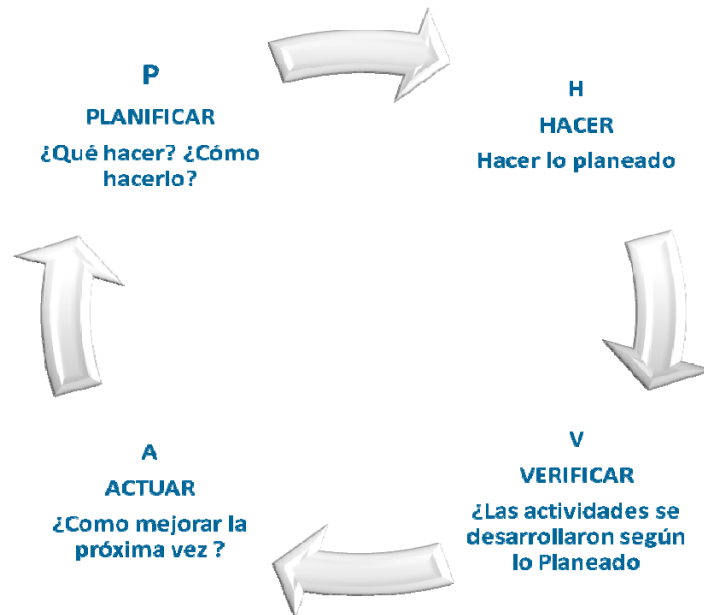 P
PLANIFICAR
¿Qué hacer? ¿Cómo
hacerlo?
H
HACER
Hacer lo planeado
V
VERIFICAR
¿Las actividades se
desarrollaron según
lo Planeado
A
ACTUAR
¿Como mejorar la
próxima vez ?